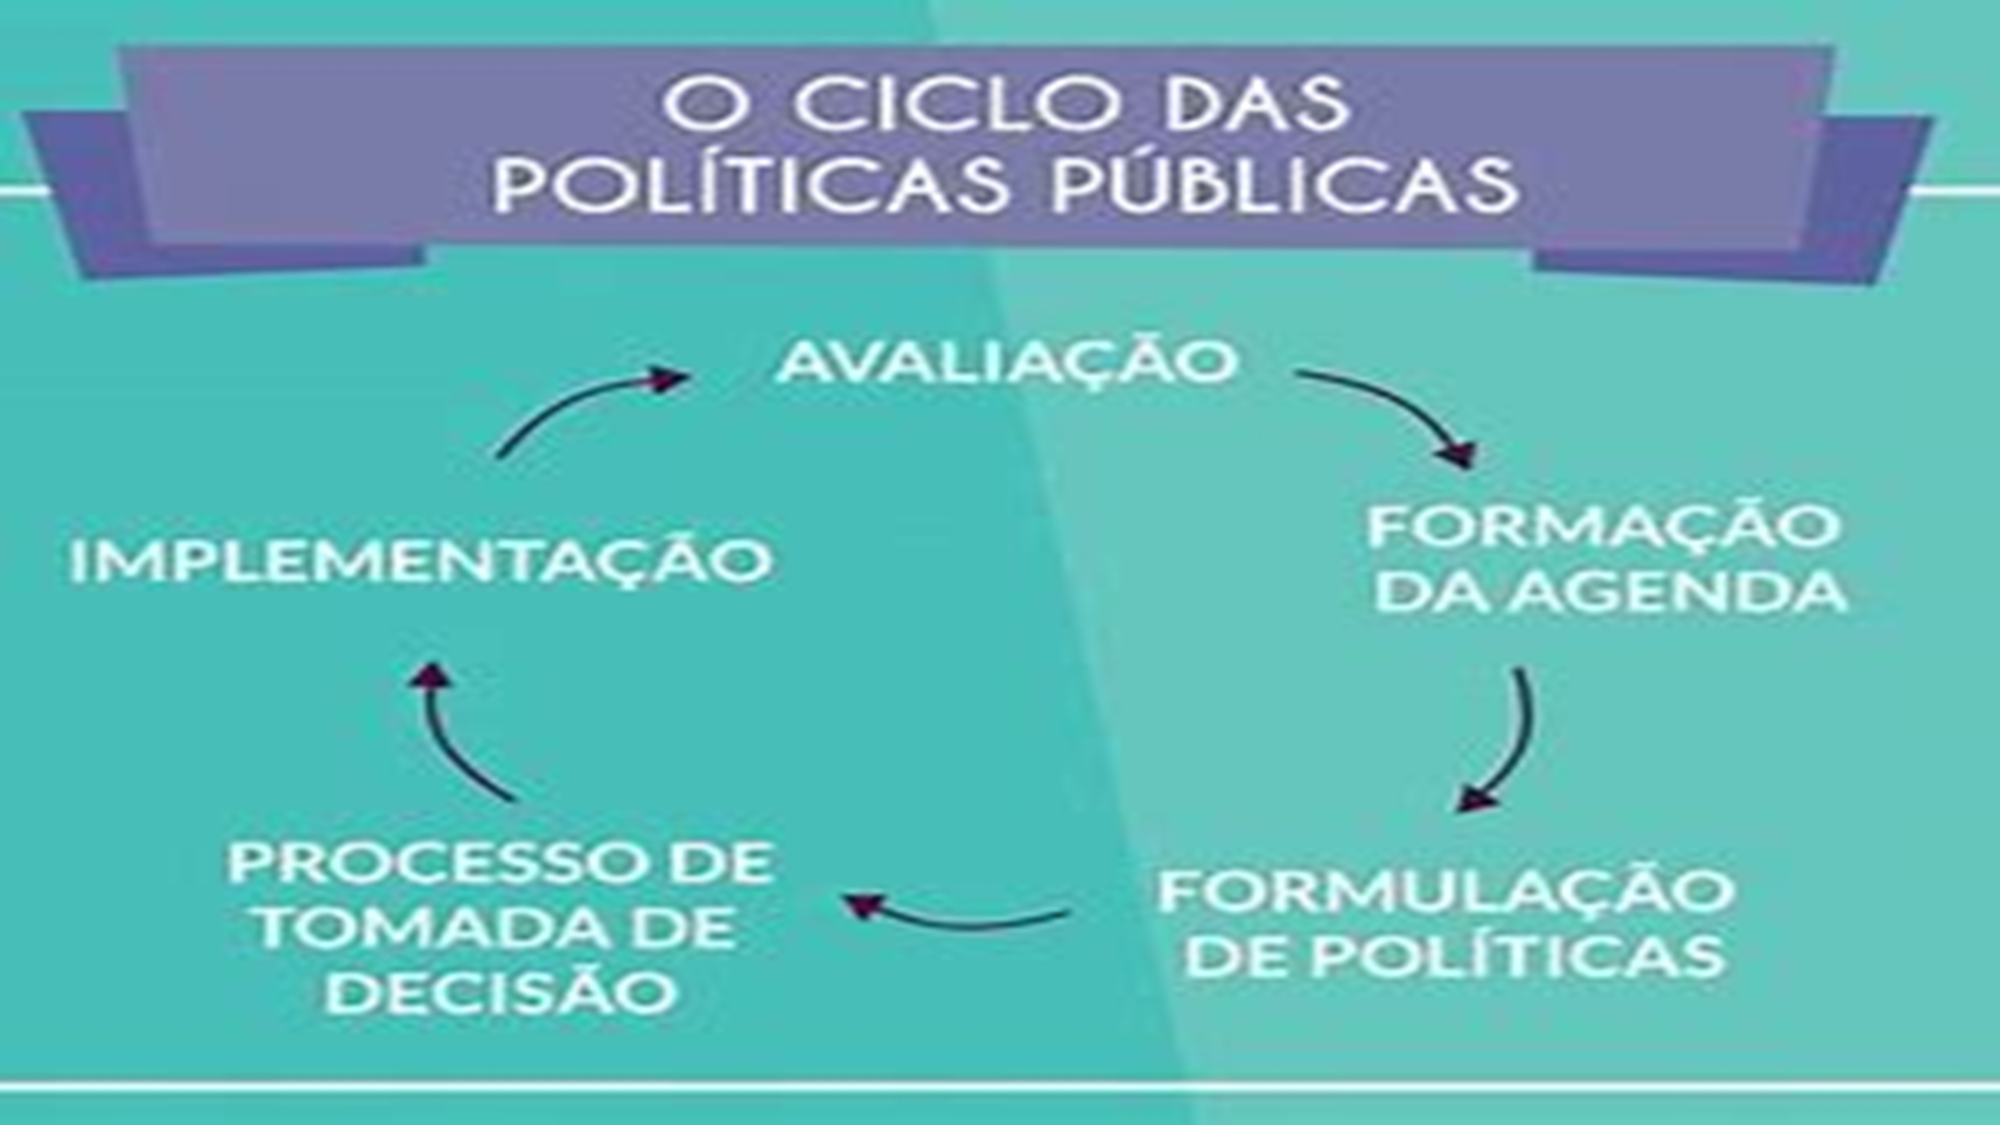 O CICLO DAS
POLÍTICAS PÚBLICAS
AVALIAÇÃO
FORMAÇÃO
DA AGENDA
FORMULAÇÃO
DE POLÍTICAS
PROCESSO DE
TOMADA DE
DECISÃO
IMPLEMENTAÇÃO